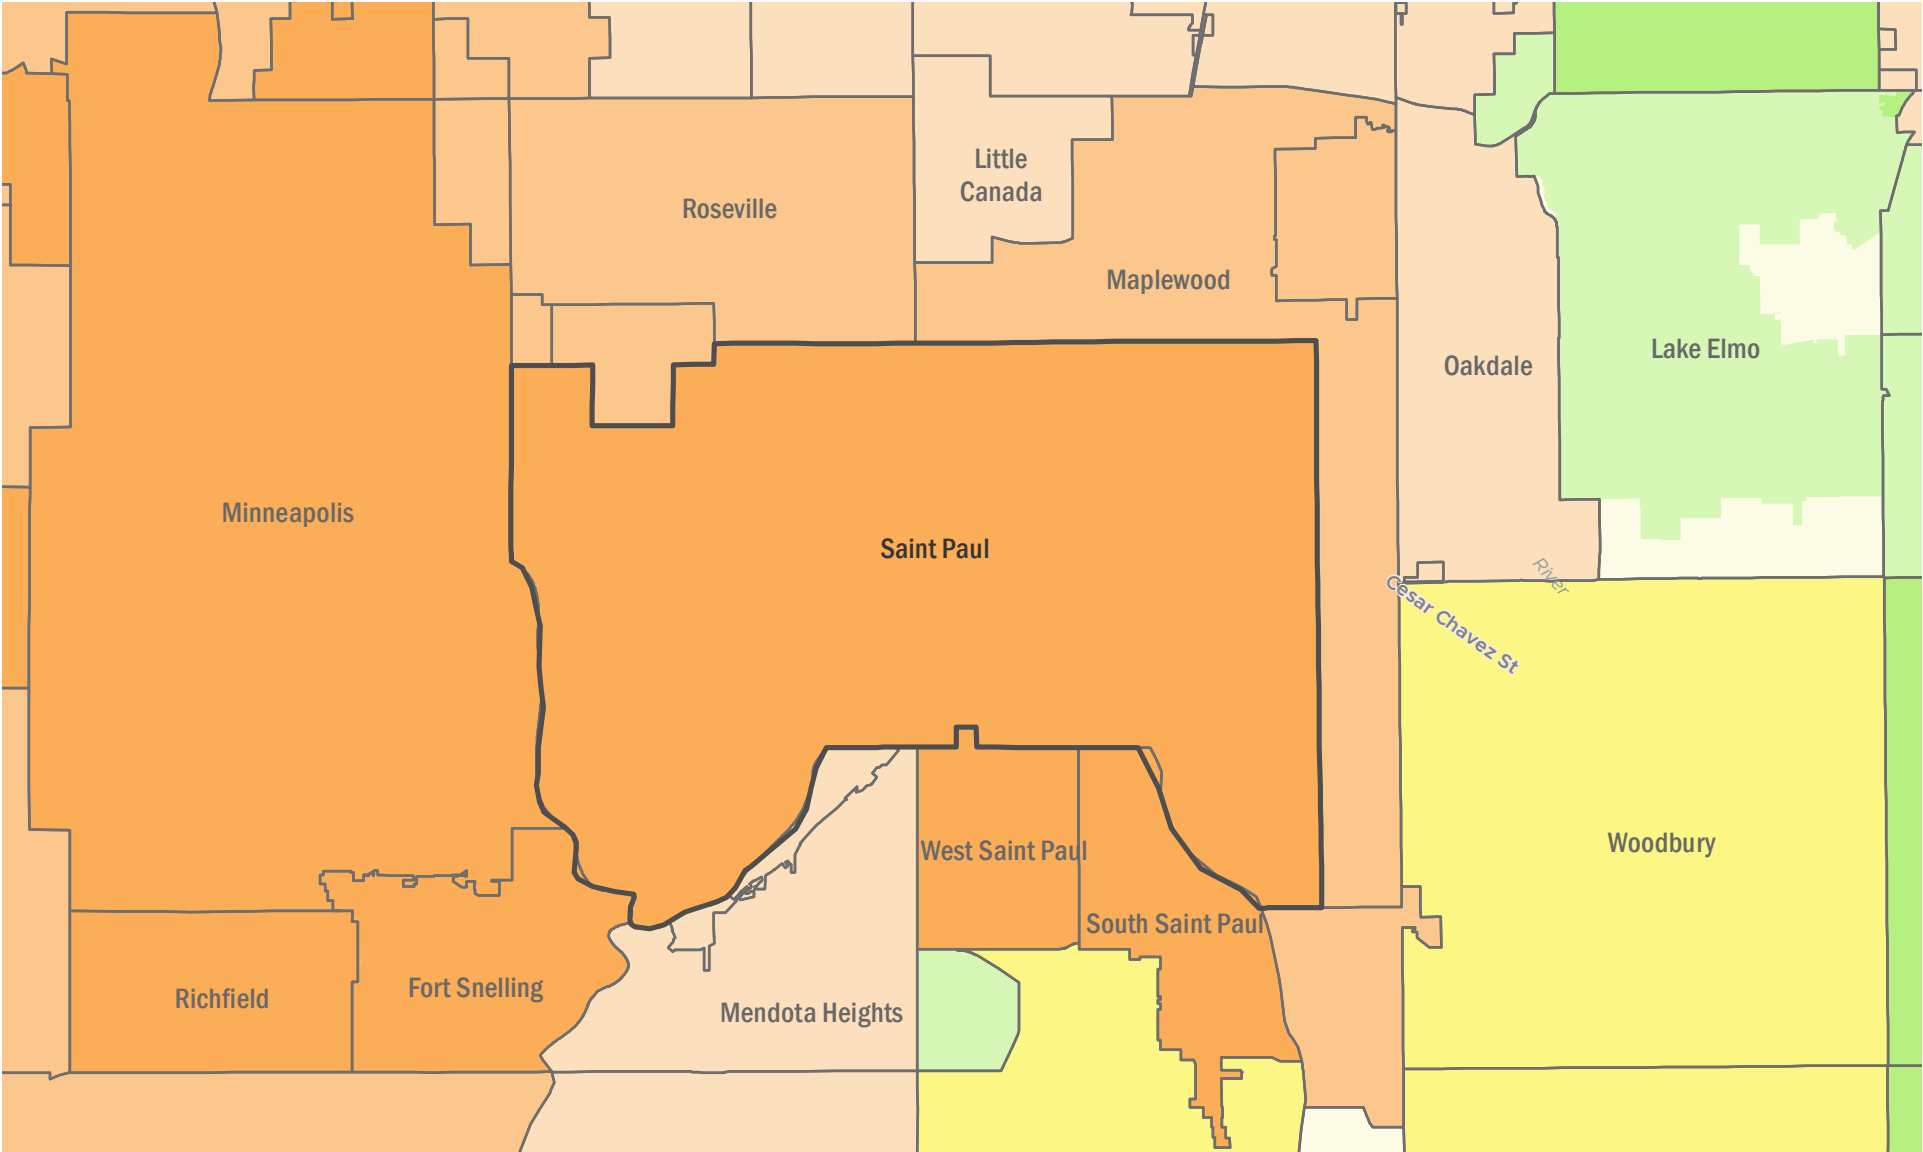 Little
Canada
Roseville
Maplewood
Lake Elmo
Oakdale
Minneapolis
Saint Paul
River
Cesar Chavez St
Woodbury
West Saint Paul
South Saint Paul
Fort Snelling
Richfield
Mendota Heights